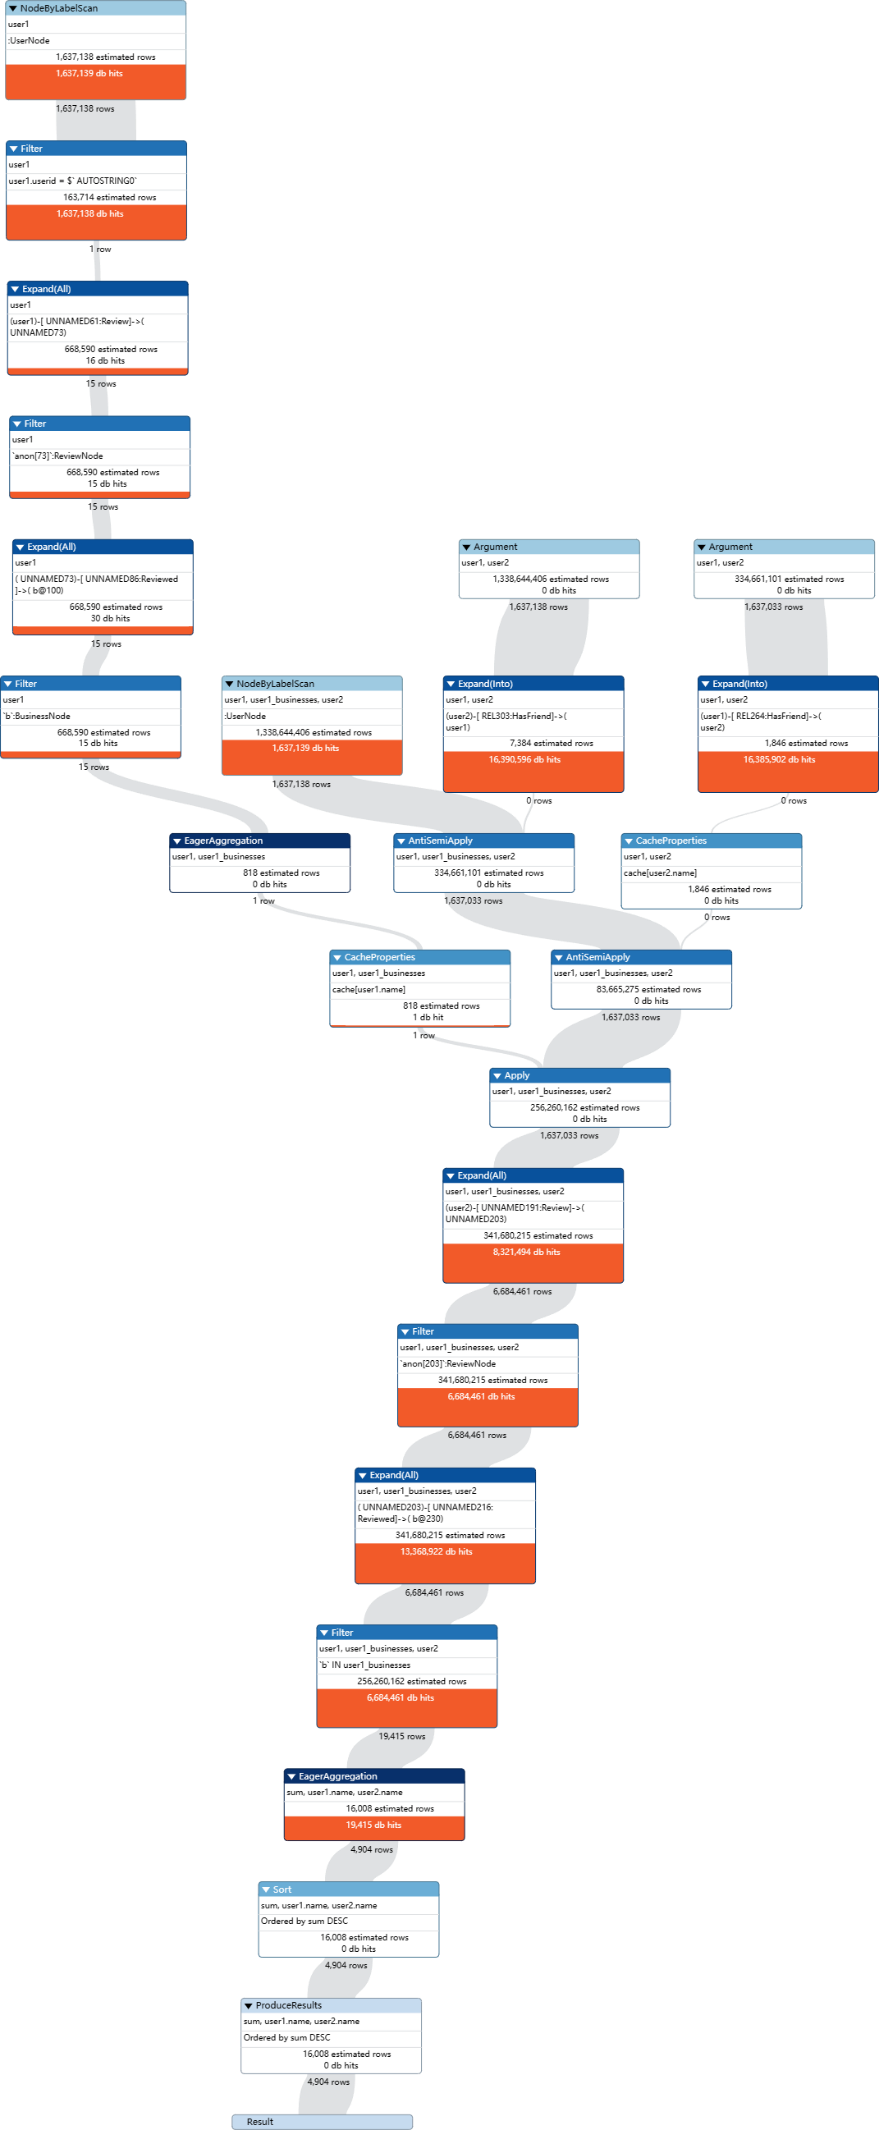 NodeByLabelScan
user1
:UserNode
1,637,138 estimated rows
1,637,139 db hits
1,637,138 rows
Filter
user1
user1.userid = $` AUTOSTRING0`
163,714 estimated rows
1,637,138 db hits
1 row
Expand(All)
user1
(user1)-[ UNNAMED61:Review]->(
UNNAMED73)
668,590 estimated rows
16 db hits
15 rows
Filter
user1
`anon[73]`:ReviewNode
668,590 estimated rows
15 db hits
15 rows
Expand(All)
user1
( UNNAMED73)-[ UNNAMED86:Reviewed
]->( b@100)
668,590 estimated rows
30 db hits
15 rows
Argument
user1, user2
1,338,644,406 estimated rows
0 db hits
1,637,138 rows
Argument
user1, user2
334,661,101 estimated rows
0 db hits
1,637,033 rows
Filter
user1
`b`:BusinessNode
668,590 estimated rows
15 db hits
15 rows
NodeByLabelScan
user1, user1_businesses, user2
:UserNode
1,338,644,406 estimated rows
1,637,139 db hits
1,637,138 rows
Expand(Into)
user1, user2
(user2)-[ REL303:HasFriend]->(
user1)
7,384 estimated rows
16,390,596 db hits
0 rows
Expand(Into)
user1, user2
(user1)-[ REL264:HasFriend]->(
user2)
1,846 estimated rows
16,385,902 db hits
0 rows
EagerAggregation
user1, user1_businesses
818 estimated rows
0 db hits
1 row
AntiSemiApply
user1, user1_businesses, user2
334,661,101 estimated rows
0 db hits
1,637,033 rows
CacheProperties
user1, user2
cache[user2.name]
1,846 estimated rows
0 db hits
0 rows
CacheProperties
user1, user1_businesses
cache[user1.name]
818 estimated rows
1 db hit
1 row
AntiSemiApply
user1, user1_businesses, user2
83,665,275 estimated rows
0 db hits
1,637,033 rows
Apply
user1, user1_businesses, user2
256,260,162 estimated rows
0 db hits
1,637,033 rows
Expand(All)
user1, user1_businesses, user2
(user2)-[ UNNAMED191:Review]->(
UNNAMED203)
341,680,215 estimated rows
8,321,494 db hits
6,684,461 rows
Filter
user1, user1_businesses, user2
`anon[203]`:ReviewNode
341,680,215 estimated rows
6,684,461 db hits
6,684,461 rows
Expand(All)
user1, user1_businesses, user2
( UNNAMED203)-[ UNNAMED216:
Reviewed]->( b@230)
341,680,215 estimated rows
13,368,922 db hits
6,684,461 rows
Filter
user1, user1_businesses, user2
`b` IN user1_businesses
256,260,162 estimated rows
6,684,461 db hits
19,415 rows
EagerAggregation
sum, user1.name, user2.name
16,008 estimated rows
19,415 db hits
4,904 rows
Sort
sum, user1.name, user2.name
Ordered by sum DESC
16,008 estimated rows
0 db hits
4,904 rows
ProduceResults
sum, user1.name, user2.name
Ordered by sum DESC
16,008 estimated rows
0 db hits
4,904 rows
Result